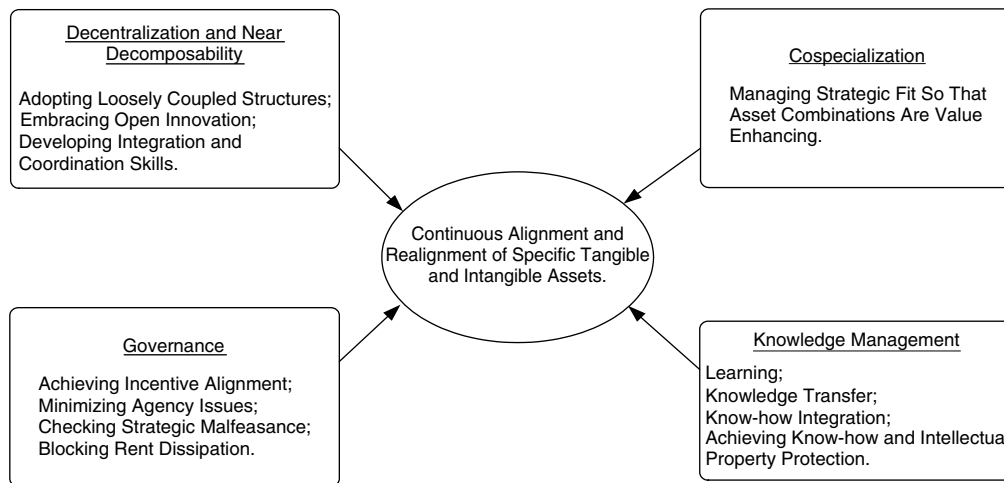 Decentralization and Near
Decomposability
Adopting Loosely Coupled Structures;
Embracing Open Innovation;
Developing Integration and
Coordination Skills.
Cospecialization
Managing Strategic Fit So That
Asset Combinations Are Value
Enhancing.
Continuous Alignment and
Realignment of Specific Tangible
and Intangible Assets.
Governance
Achieving Incentive Alignment;
Minimizing Agency Issues;
Checking Strategic Malfeasance;
Blocking Rent Dissipation.
Knowledge Management
Learning;
Knowledge Transfer;
Know-how Integration;
Achieving Know-how and Intellectual
Property Protection.